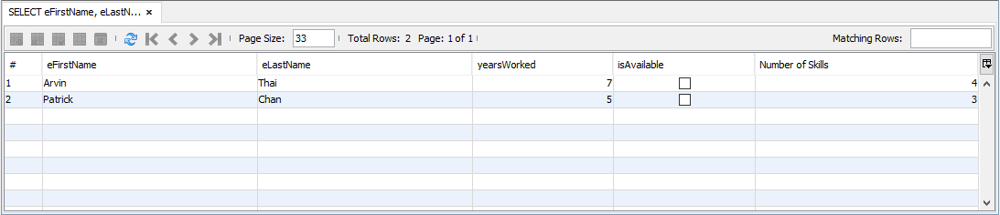 SELECT eFirstName, eLastN... ×
Page Size: 33 Total Rows: 2 Page: 1 of 1 Matching Rows:
# eFirstName eLastName yearsWorked isAvailable Number of Skills
1 Arvin Thai 7 4
2 Patrick Chan 5 3